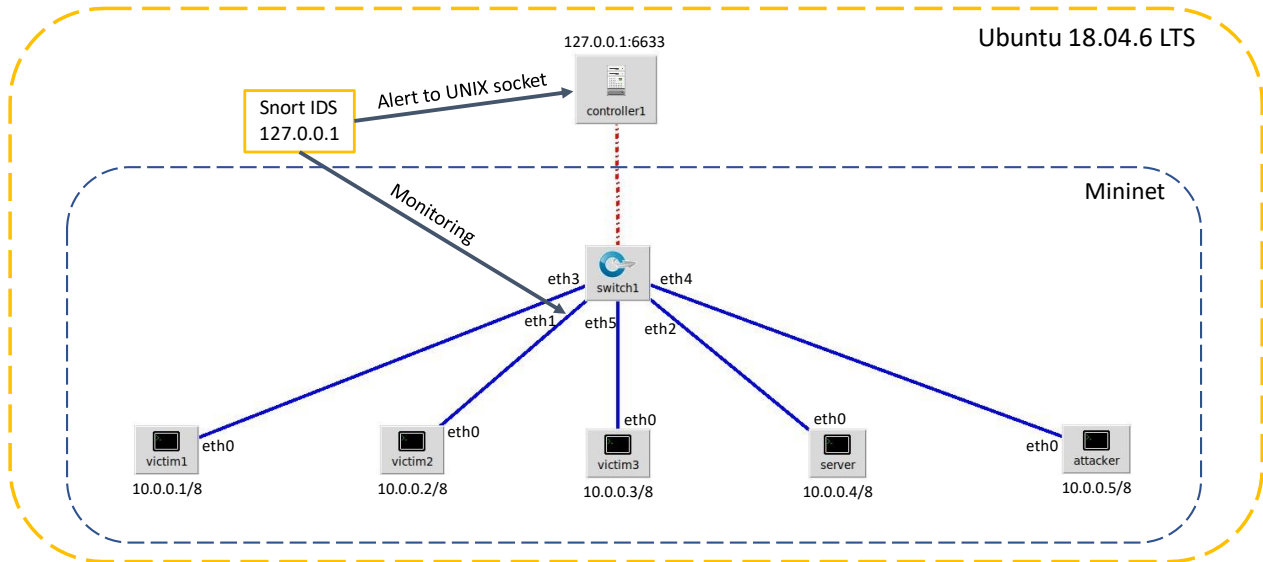 Ubuntu 18.04.6 LTS
127.0.0.1:6633
controller1
Alert to UNIX socket
Snort IDS
127.0.0.1
Monitoring
Mininet
switch1
eth3
eth4
eth1
eth5
eth2
eth0
victim1
10.0.0.1/8
eth0
victim2
10.0.0.2/8
eth0
victim3
10.0.0.3/8
eth0
server
10.0.0.4/8
eth0
attacker
10.0.0.5/8